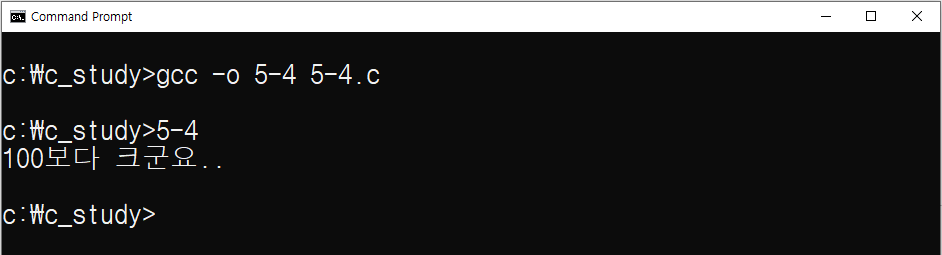 Command Prompt
c:₩c_study>gcc -o 5-4 5-4.c
c:₩c_study>5-4
100보다 크군요..
c:₩c_study>